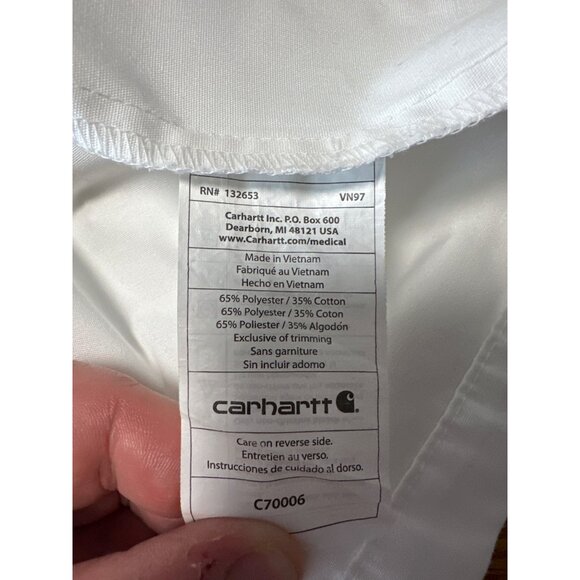 RN# 132653 VN97
Carhartt Inc. P.O. Box 600
Dearborn, MI 48121 USA
www.Carhartt.com/medical
Made in Vietnam
Fabriqué au Vietnam
Hecho en Vietnam
65% Polyester / 35% Cotton
65% Polyester / 35% Coton
65% Poliester / 35% Algodón
Exclusive of trimming
Sans garniture
Sin incluir adorno
carhartt
Care on reverse side.
Entretien au verso.
Instrucciones de cuidado al dorso.
C70006